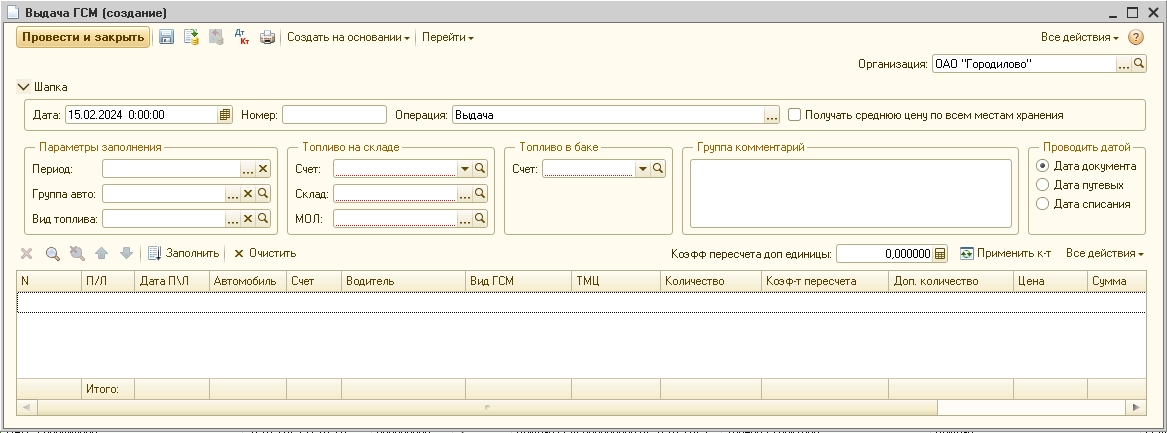 Выдача ГСМ (создание)
Провести и закрыть Дт Кт Создать на основании Перейти Все действия ?
Организация: ОАО "Городилово"
Шапка
Дата: 15.02.2024 0:00:00 Номер: Операция: Выдача Получать среднюю цену по всем местам хранения
Параметры заполнения Топливо на складе Топливо в баке Группа комментарий Проводить датой
Период: Счет: Счет: Дата документа
Группа авто: Склад: Дата путевых
Вид топлива: МОЛ: Дата списания
Заполнить Очистить Коэфф пересчета доп единицы: 0,000000 Применить к-т Все действия
N П/Л Дата П\Л Автомобиль Счет Водитель Вид ГСМ ТМЦ Количество Коэф-т пересчета Доп. количество Цена Сумма
Итого: